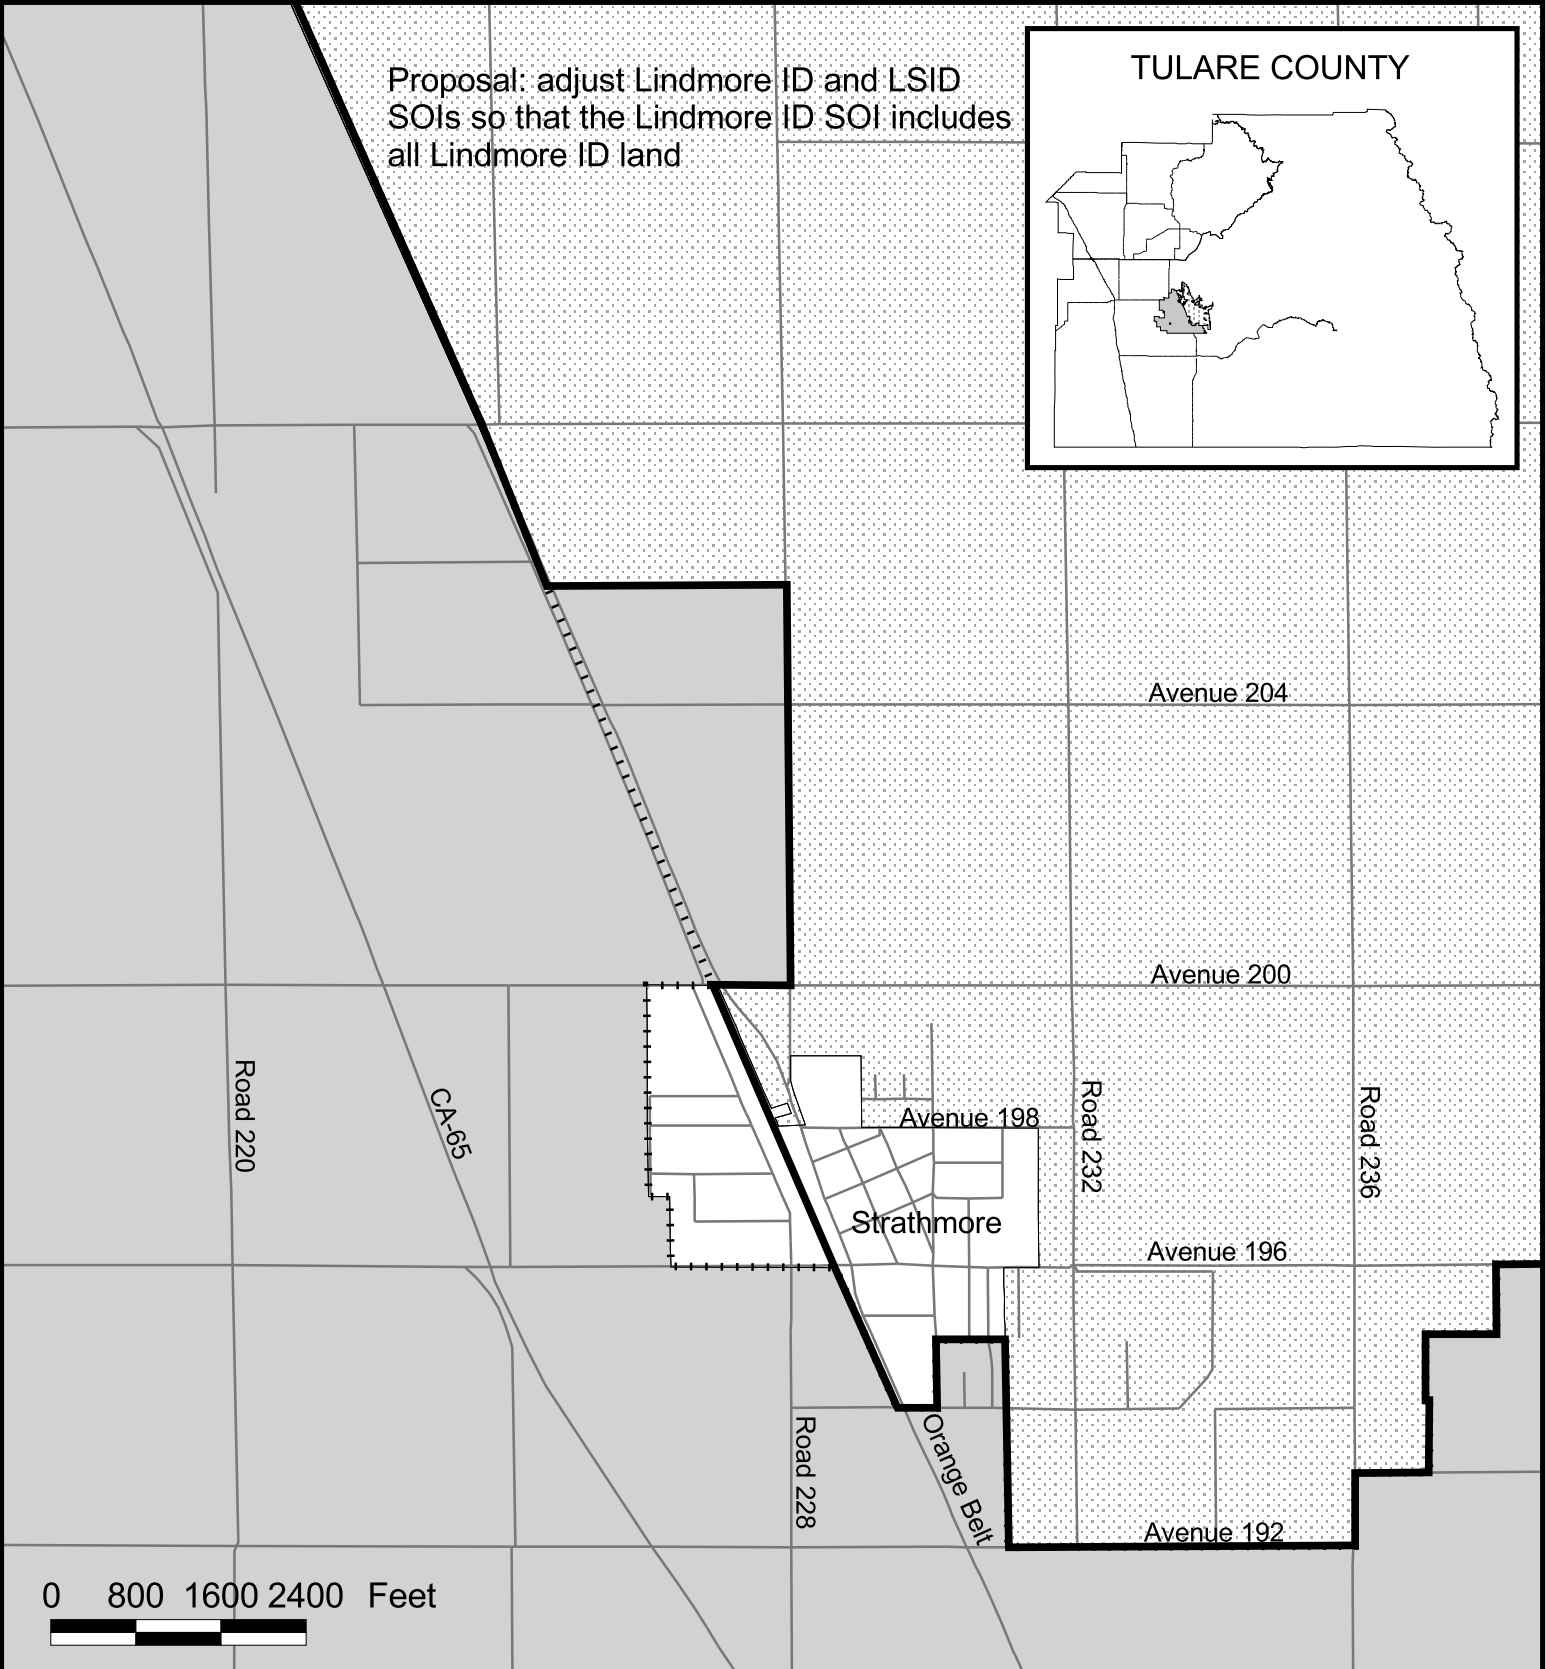 Proposal: adjust Lindmore ID and LSID
SOIs so that the Lindmore ID SOI includes
all Lindmore ID land
TULARE COUNTY
Avenue 204
Avenue 200
Road 220
CA-65
Avenue 198
Road 232
Road 236
Strathmore
Avenue 196
Road 228
Orange Belt
Avenue 192
0 800 1600 2400 Feet